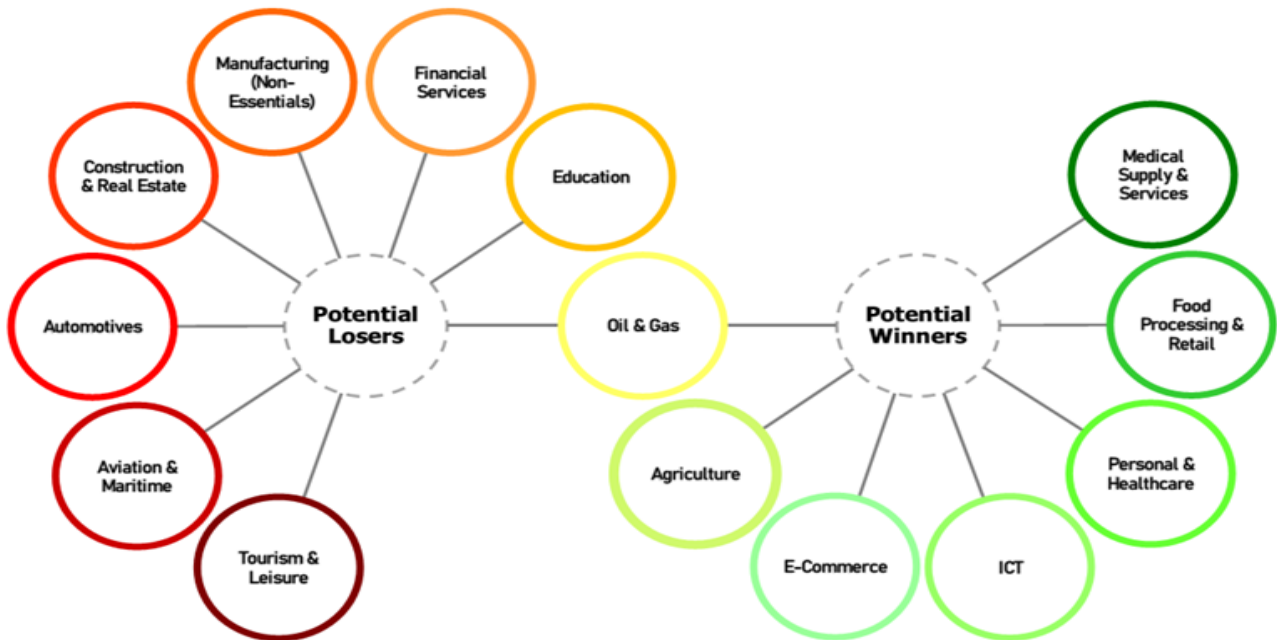 Manufacturing
(Non-
Essentials)
Financial
Services
Construction
& Real Estate
Education
Medical
Supply &
Services
Automotives
Potential
Losers
Oil & Gas
Potential
Winners
Food
Processing &
Retail
Aviation &
Maritime
Agriculture
Personal &
Healthcare
Tourism &
Leisure
E-Commerce
ICT